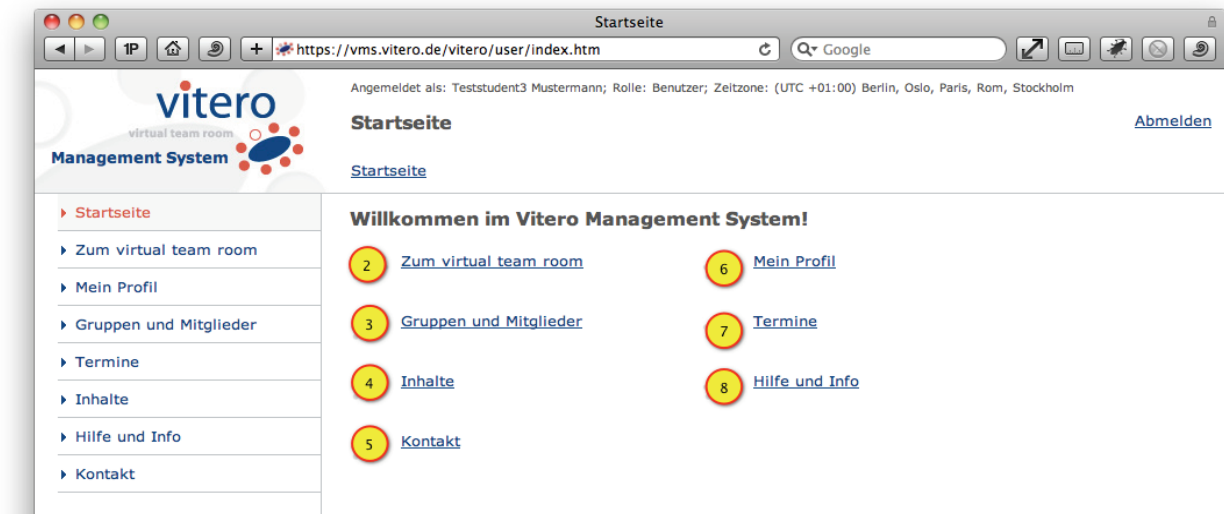 Startseite
1P
+
https://vms.vitero.de/vitero/user/index.htm
Google
vitero
virtual team room
Management System
Angemeldet als: Teststudent3 Mustermann; Rolle: Benutzer; Zeitzone: (UTC +01:00) Berlin, Oslo, Paris, Rom, Stockholm
Startseite
Abmelden
Startseite
Startseite
Zum virtual team room
Mein Profil
Gruppen und Mitglieder
Termine
Inhalte
Hilfe und Info
Kontakt
Willkommen im Vitero Management System!
2 Zum virtual team room
6 Mein Profil
3 Gruppen und Mitglieder
7 Termine
4 Inhalte
8 Hilfe und Info
5 Kontakt